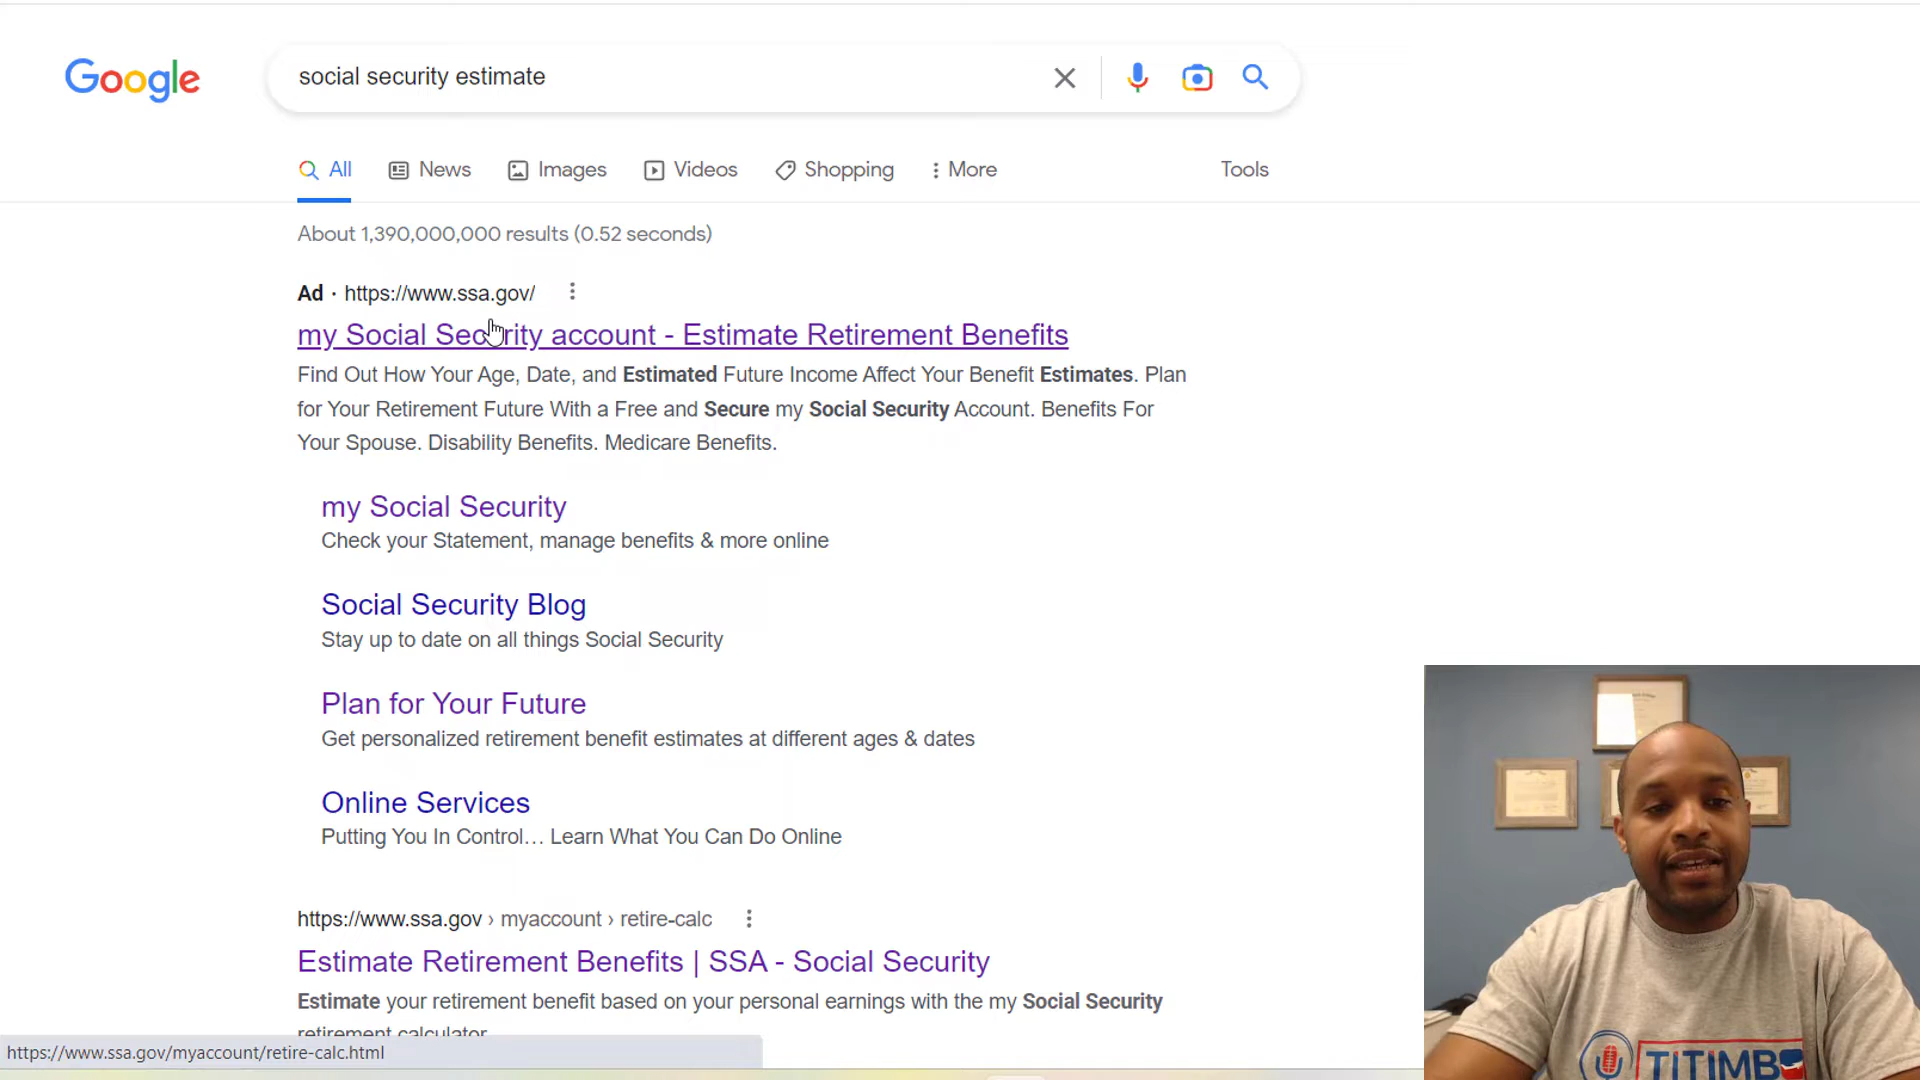 Google
social security estimate
All
News
Images
Videos
Shopping
More
Tools
About 1,390,000,000 results (0.52 seconds)
Ad · https://www.ssa.gov/
my Social Security account - Estimate Retirement Benefits
Find Out How Your Age, Date, and Estimated Future Income Affect Your Benefit Estimates. Plan
for Your Retirement Future With a Free and Secure my Social Security Account. Benefits For
Your Spouse. Disability Benefits. Medicare Benefits.
my Social Security
Check your Statement, manage benefits & more online
Social Security Blog
Stay up to date on all things Social Security
Plan for Your Future
Get personalized retirement benefit estimates at different ages & dates
Online Services
Putting You In Control… Learn What You Can Do Online
https://www.ssa.gov › myaccount › retire-calc
Estimate Retirement Benefits | SSA - Social Security
Estimate your retirement benefit based on your personal earnings with the my Social Security
retirement calculator
https://www.ssa.gov/myaccount/retire-calc.html